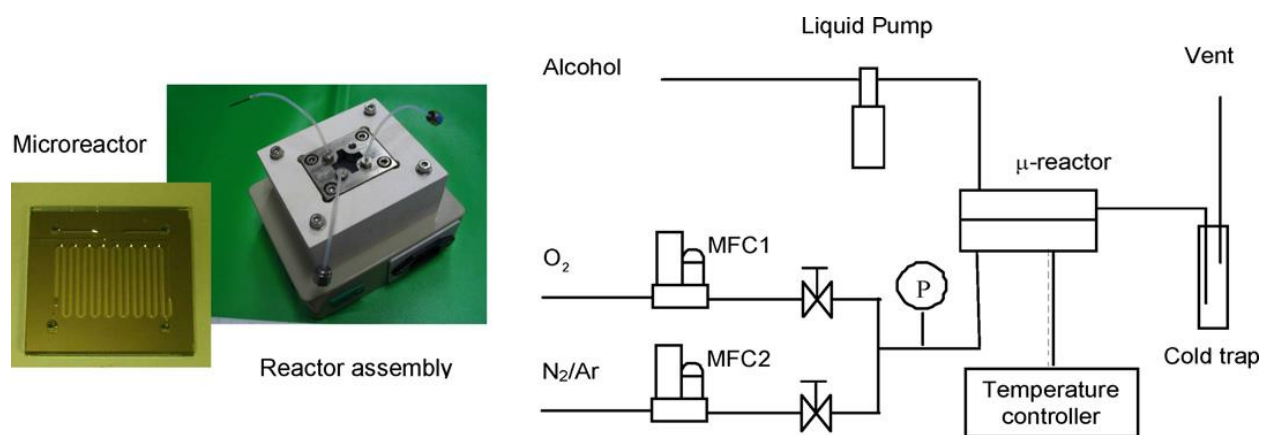 Microreactor
Reactor assembly
Liquid Pump
Alcohol
Vent
μ-reactor
O2
MFC1
P
N2/Ar
MFC2
Cold trap
Temperature
controller